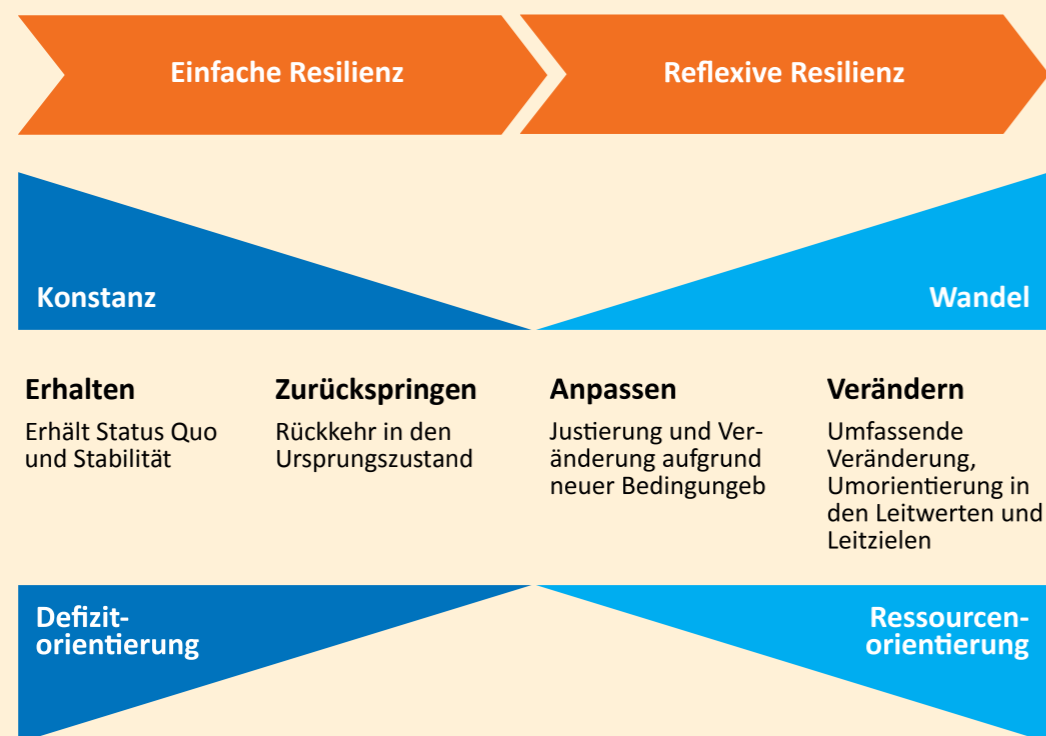 Einfache Resilienz
Reflexive Resilienz
Konstanz
Wandel
Erhalten
Erhält Status Quo
und Stabilität
Zurückspringen
Rückkehr in den
Ursprungszustand
Anpassen
Justierung und Ver-
änderung aufgrund
neuer Bedingungeb
Verändern
Umfassende
Veränderung,
Umorientierung in
den Leitwerten und
Leitzielen
Defizit-
orientierung
Ressourcen-
orientierung